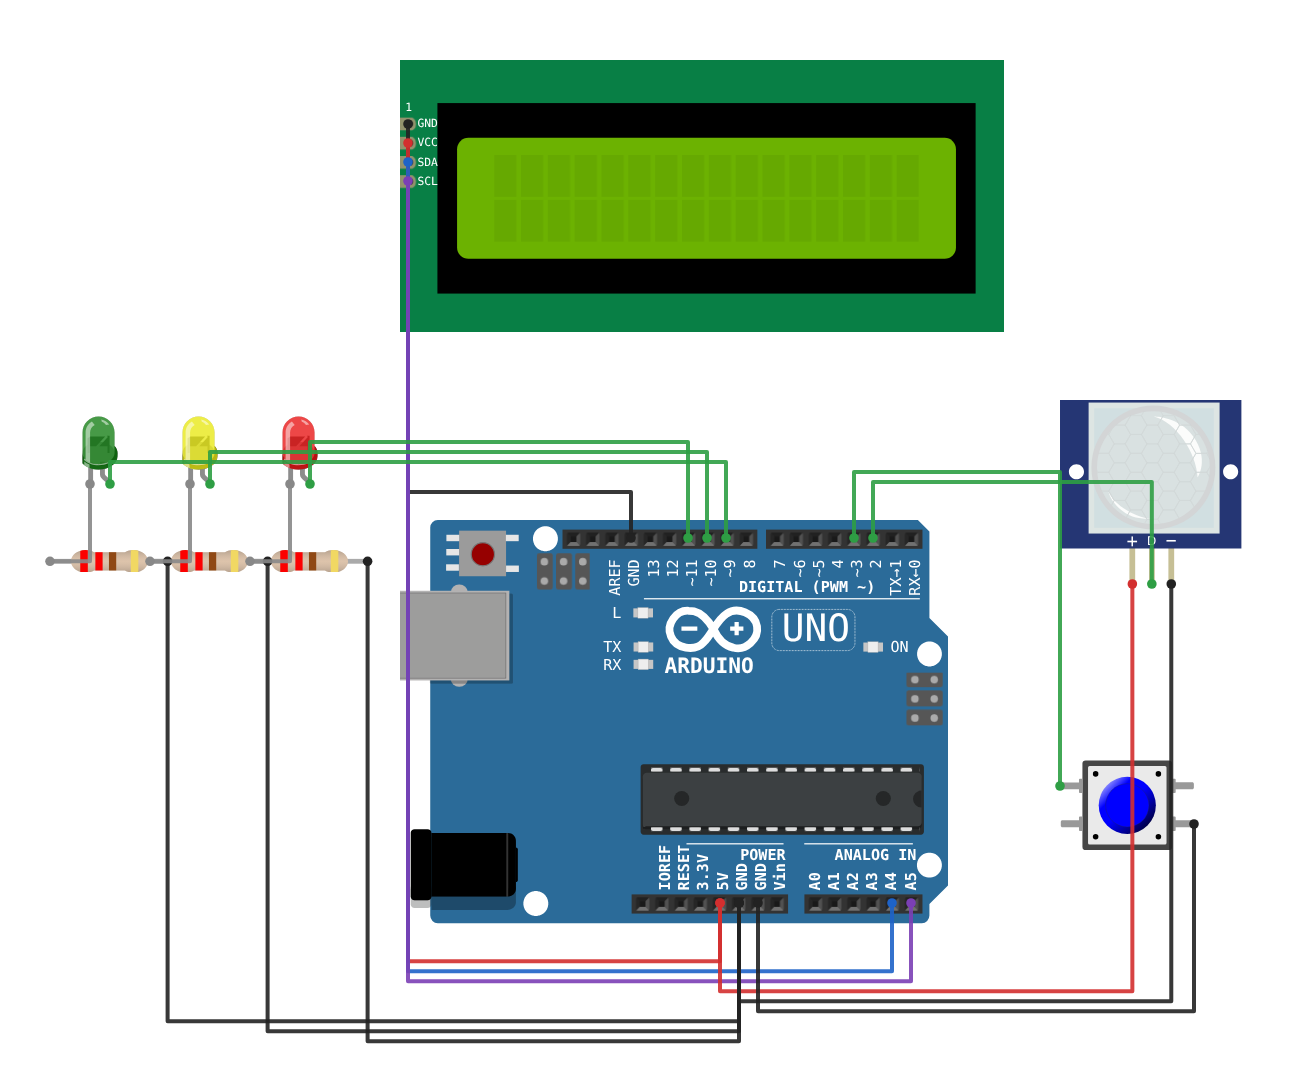 1
GND
VCC
SDA
SCL
+ D −
AREF
GND
13
12
~11
~10
~9
8
7
~6
~5
4
~3
2
TX→1
RX←0
DIGITAL (PWM ~)
L
TX
RX
UNO
ON
ARDUINO
IOREF
RESET
3.3V
5V
GND
GND
Vin
POWER
ANALOG IN
A0
A1
A2
A3
A4
A5